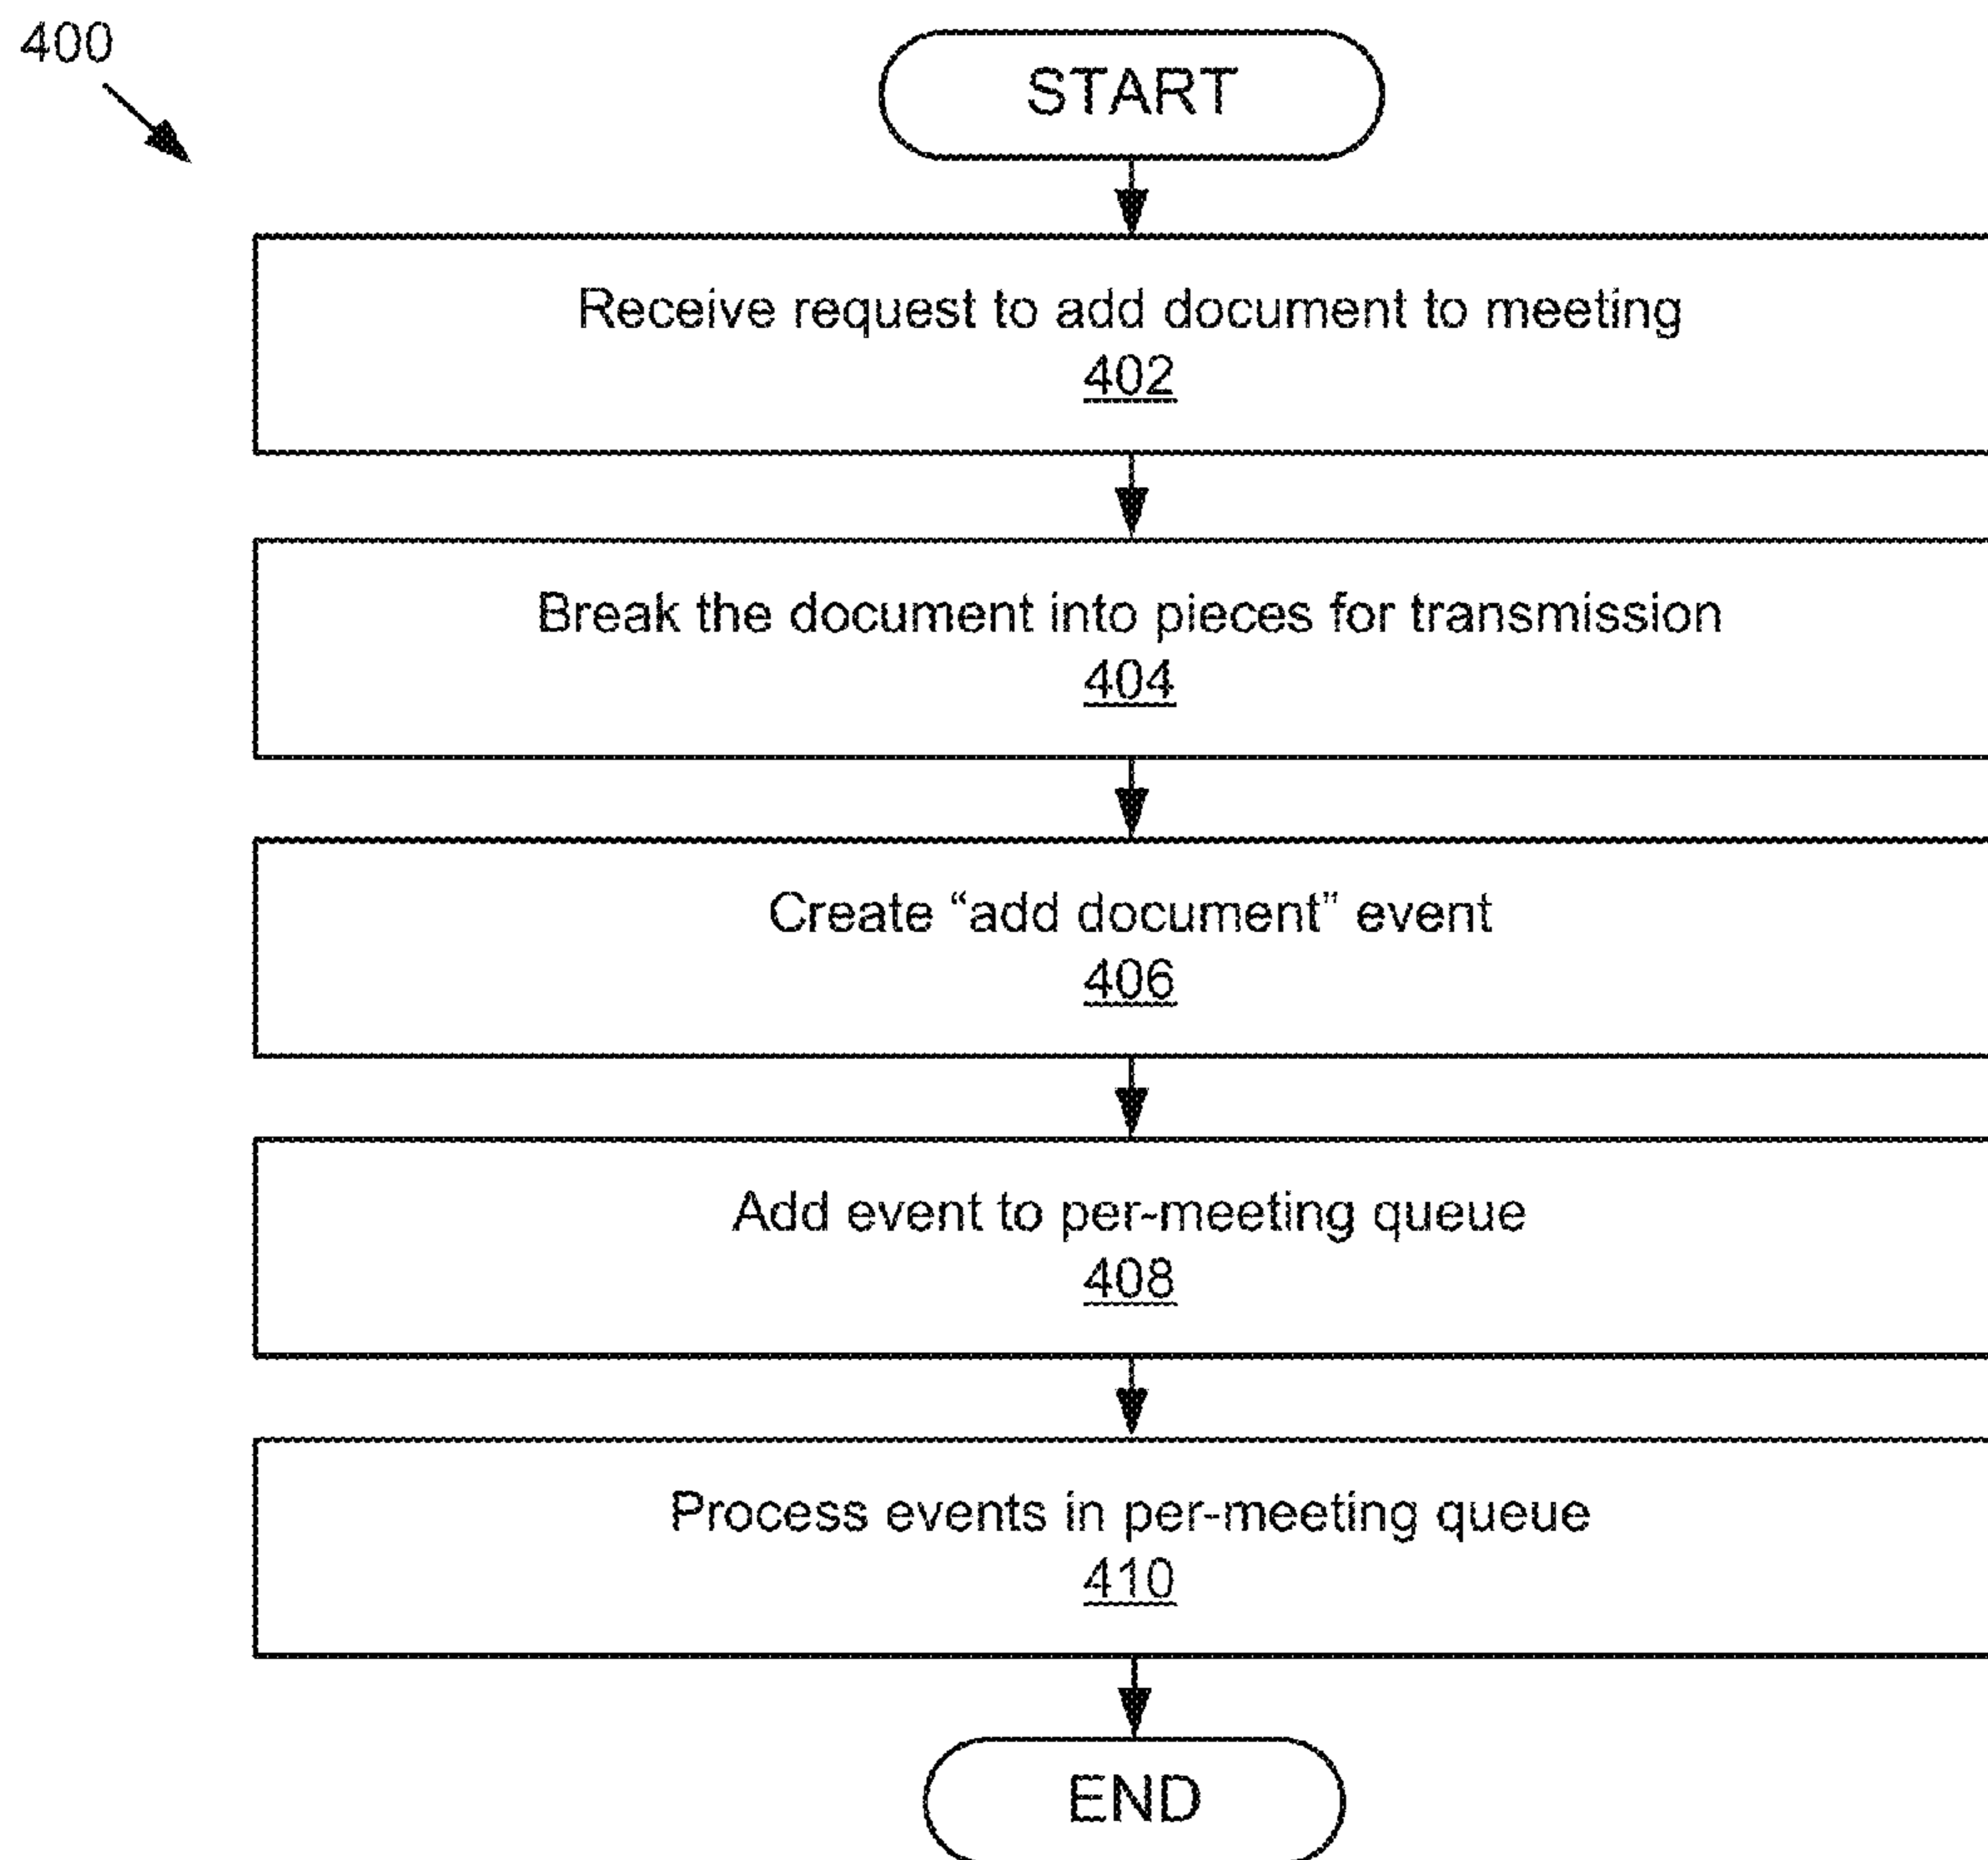 400
START
Receive request to add document to meeting
402
Break the document into pieces for transmission
404
Create “add document” event
406
Add event to per-meeting queue
408
Process events in per-meeting queue
410
END